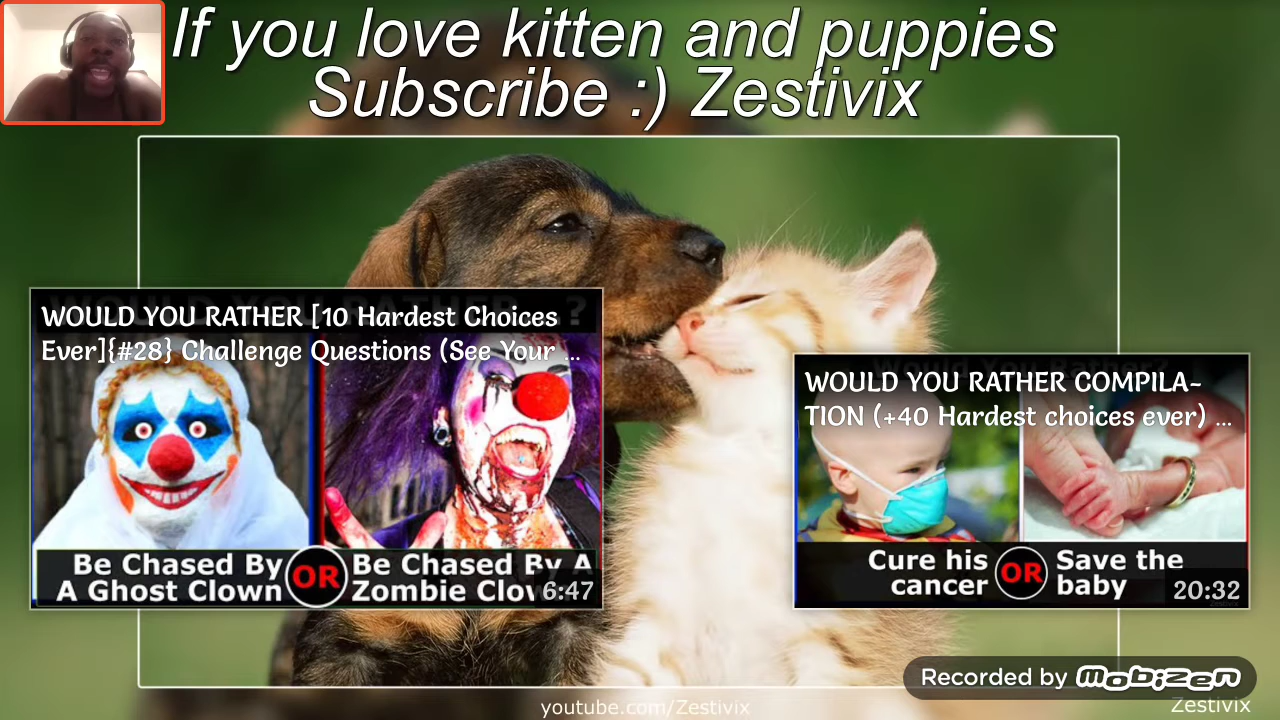 If you love kitten and puppies
Subscribe :) Zestivix
WOULD YOU RATHER [10 Hardest Choices
Ever]{#28} Challenge Questions (See Your ...
Be Chased By
A Ghost Clown
OR
Be Chased By A
Zombie Clow
6:47
WOULD YOU RATHER COMPILA-
TION (+40 Hardest choices ever) ...
Cure his
cancer
OR
Save the
baby
20:32
Recorded by MOBIZEN
youtube.com/Zestivix
Zestivix